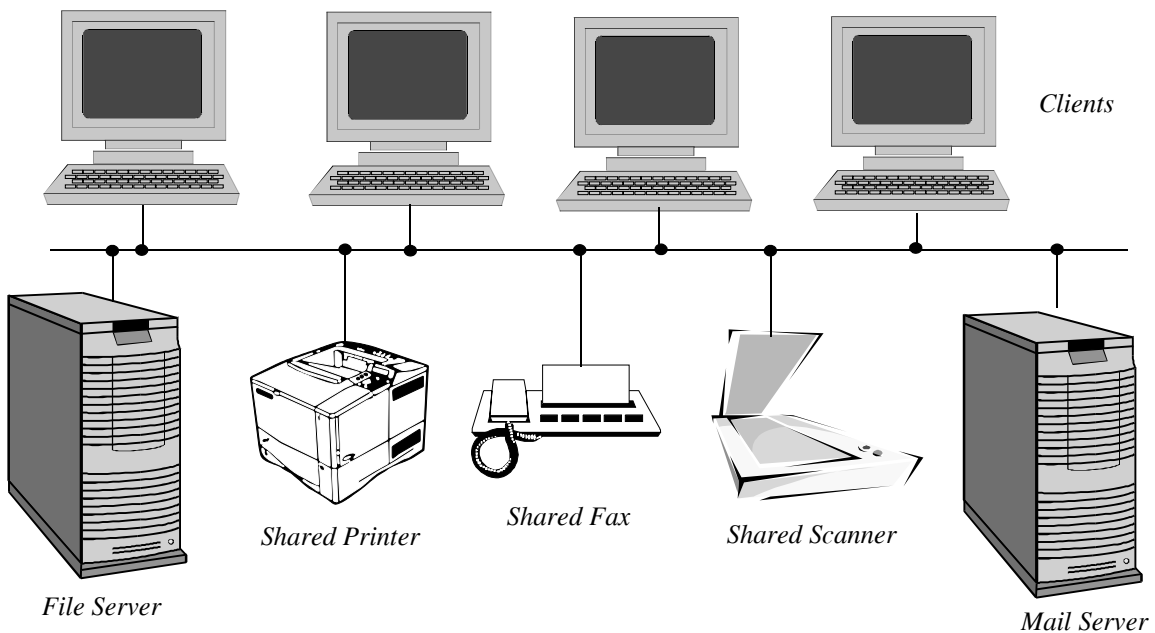 Clients
Shared Printer
Shared Fax
Shared Scanner
File Server
Mail Server